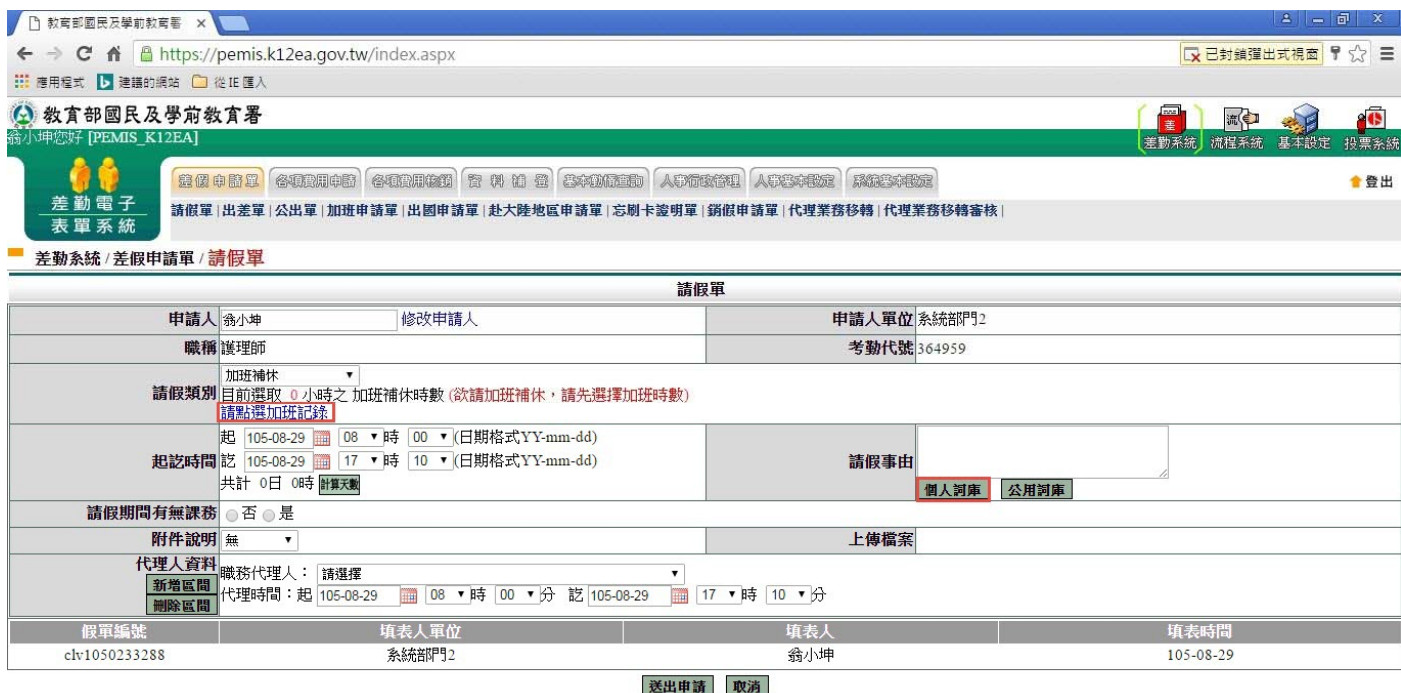 教育部國民及學前教育署
https://pemis.k12ea.gov.tw/index.aspx
已封鎖彈出式視窗
應用程式 建議的網站 從 IE 匯入
教育部國民及學前教育署
翁小坤您好 [PEMIS_K12EA]
差勤系統 流程系統 基本設定 投票系統
差勤電子
表單系統
差假申請單 各項費用申請 各項費用核銷 資料補登 基本勤惰查詢 人事行政管理 人事基本設定 系統基本設定
登出
請假單|出差單|公出單|加班申請單|出國申請單|赴大陸地區申請單|忘刷卡證明單|銷假申請單|代理業務移轉|代理業務移轉審核|
差勤系統 / 差假申請單 / 請假單
請假單
申請人 翁小坤 修改申請人 申請人單位 系統部門2
職稱 護理師 考勤代號 364959
請假類別 加班補休
目前選取 0 小時之 加班補休時數 (欲請加班補休，請先選擇加班時數)
請點選加班記錄
起訖時間 起 105-08-29 08 時 00 (日期格式YY-mm-dd)
訖 105-08-29 17 時 10 (日期格式YY-mm-dd)
共計 0日 0時 計算天數
請假事由
個人詞庫 公用詞庫
請假期間有無課務 否 是
附件說明 無 上傳檔案
代理人資料
新增區間
刪除區間
職務代理人： 請選擇
代理時間：起 105-08-29 08 時 00 分 訖 105-08-29 17 時 10 分
假單編號 填表人單位 填表人 填表時間
clv1050233288 系統部門2 翁小坤 105-08-29
送出申請 取消